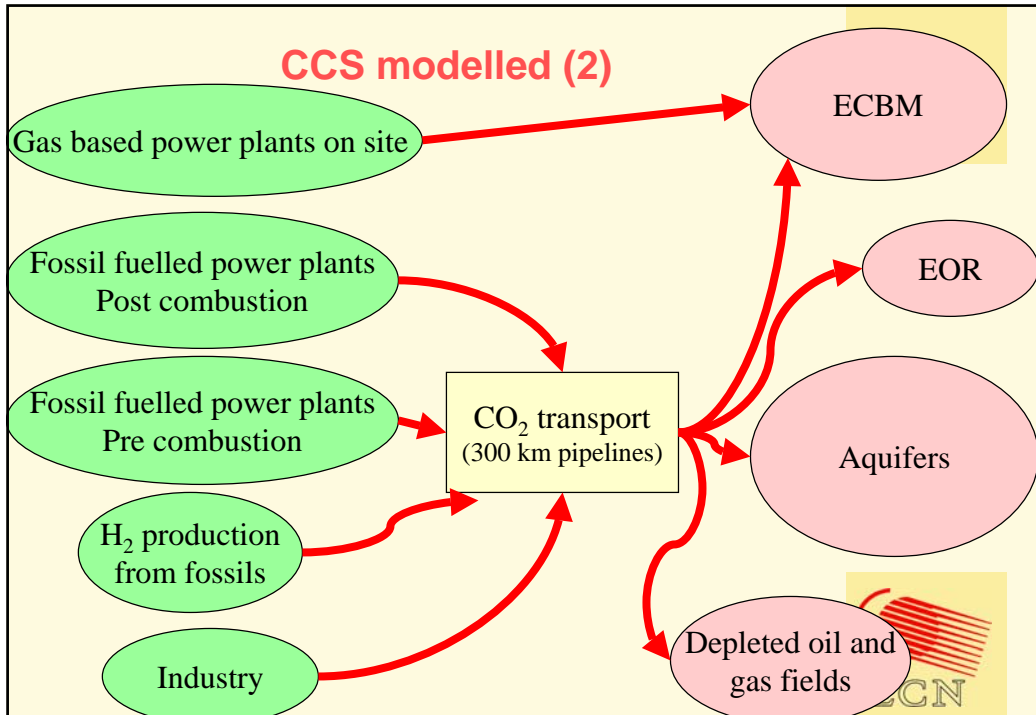 CCS modelled (2)
ECBM
Gas based power plants on site
Fossil fuelled power plants
Post combustion
EOR
Fossil fuelled power plants
Pre combustion
CO₂ transport
(300 km pipelines)
Aquifers
H₂ production
from fossils
Depleted oil and
gas fields
Industry
ECN